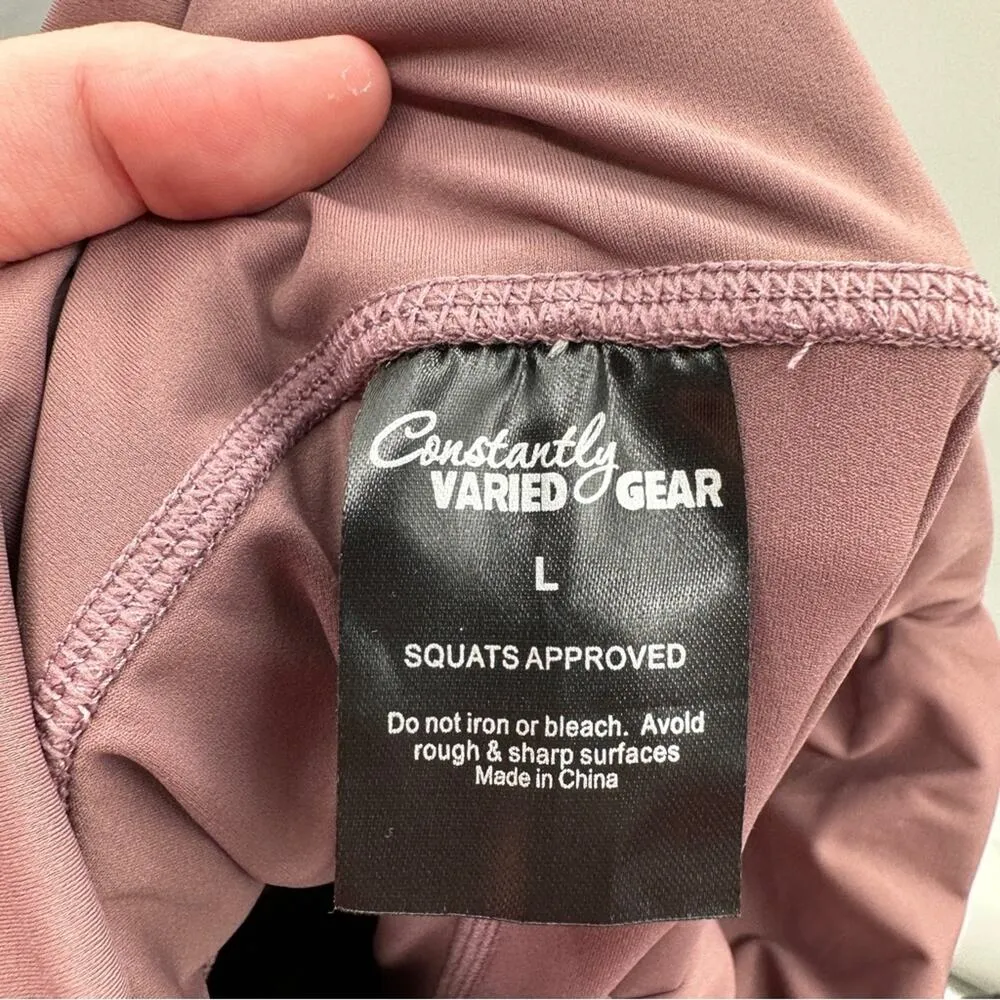 Constantly
VARIED GEAR
L
SQUATS APPROVED
Do not iron or bleach. Avoid
rough & sharp surfaces
Made in China